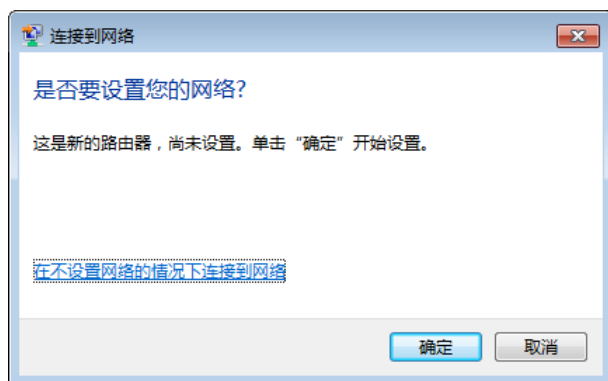 连接到网络
是否要设置您的网络?
这是新的路由器，尚未设置。单击“确定”开始设置。
在不设置网络的情况下连接到网络
确定
取消